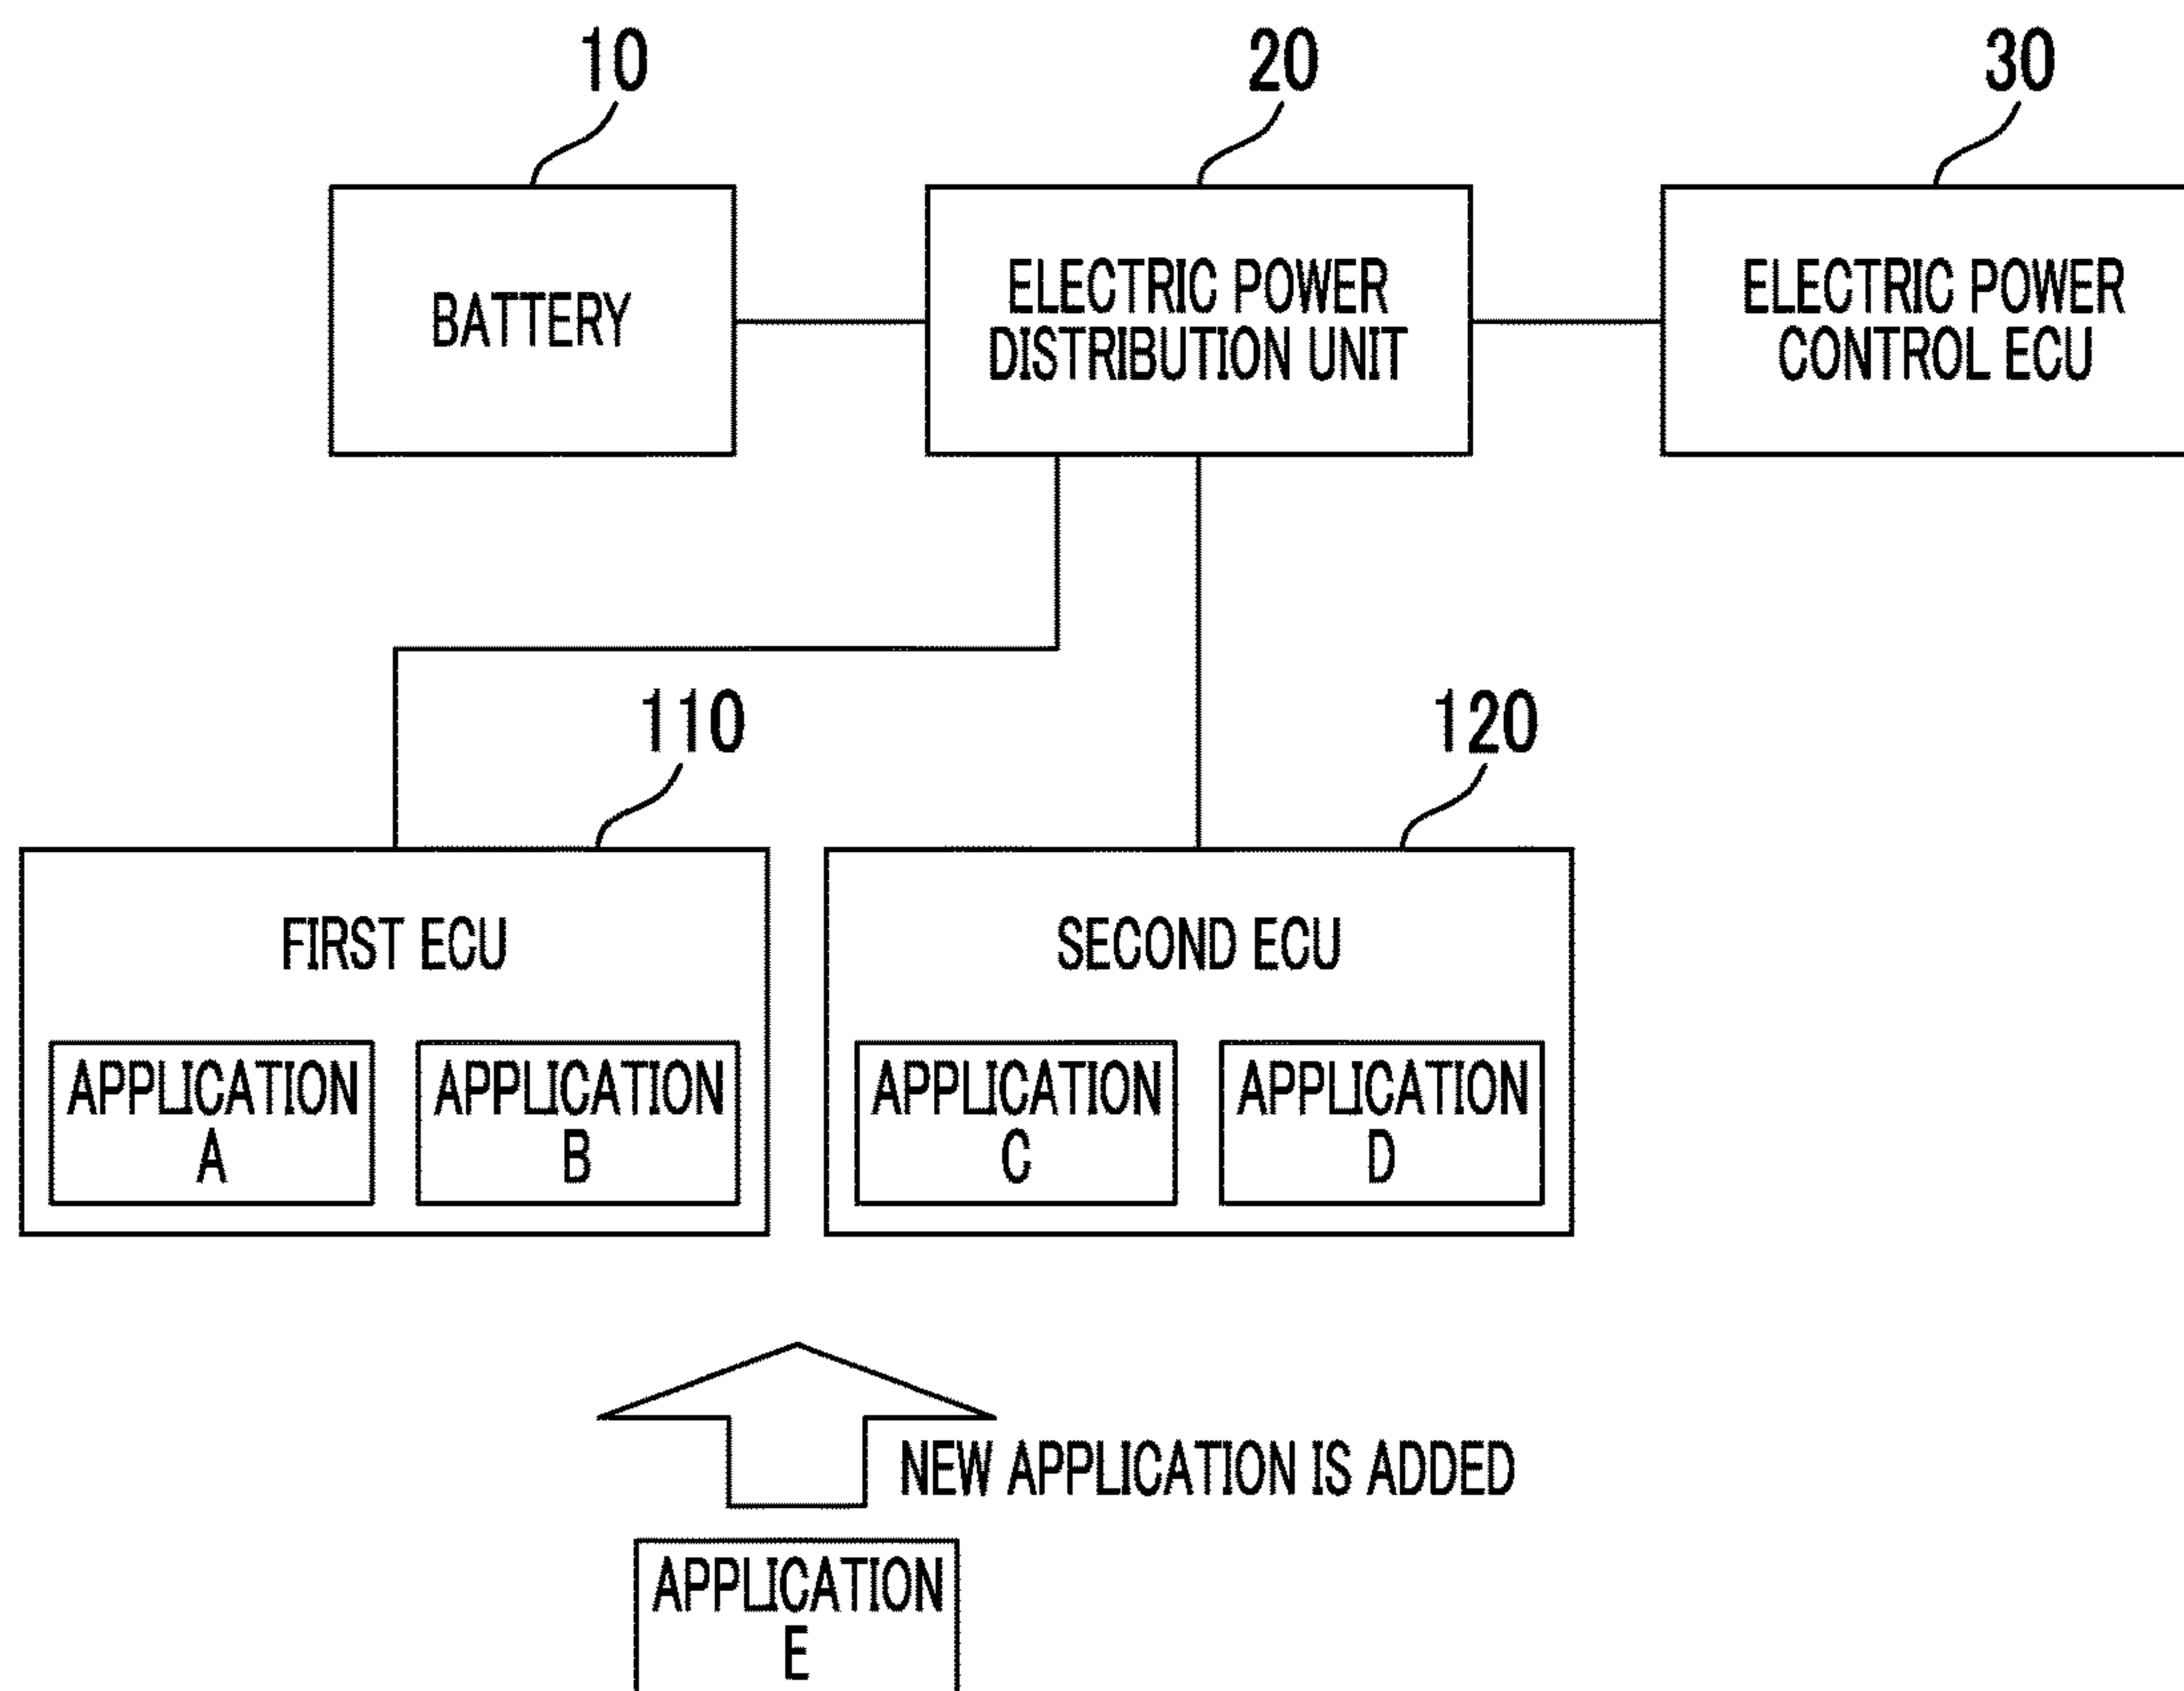 10
20
30
BATTERY
ELECTRIC POWER
DISTRIBUTION UNIT
ELECTRIC POWER
CONTROL ECU
110
120
FIRST ECU
SECOND ECU
APPLICATION
A
APPLICATION
B
APPLICATION
C
APPLICATION
D
NEW APPLICATION IS ADDED
APPLICATION
E